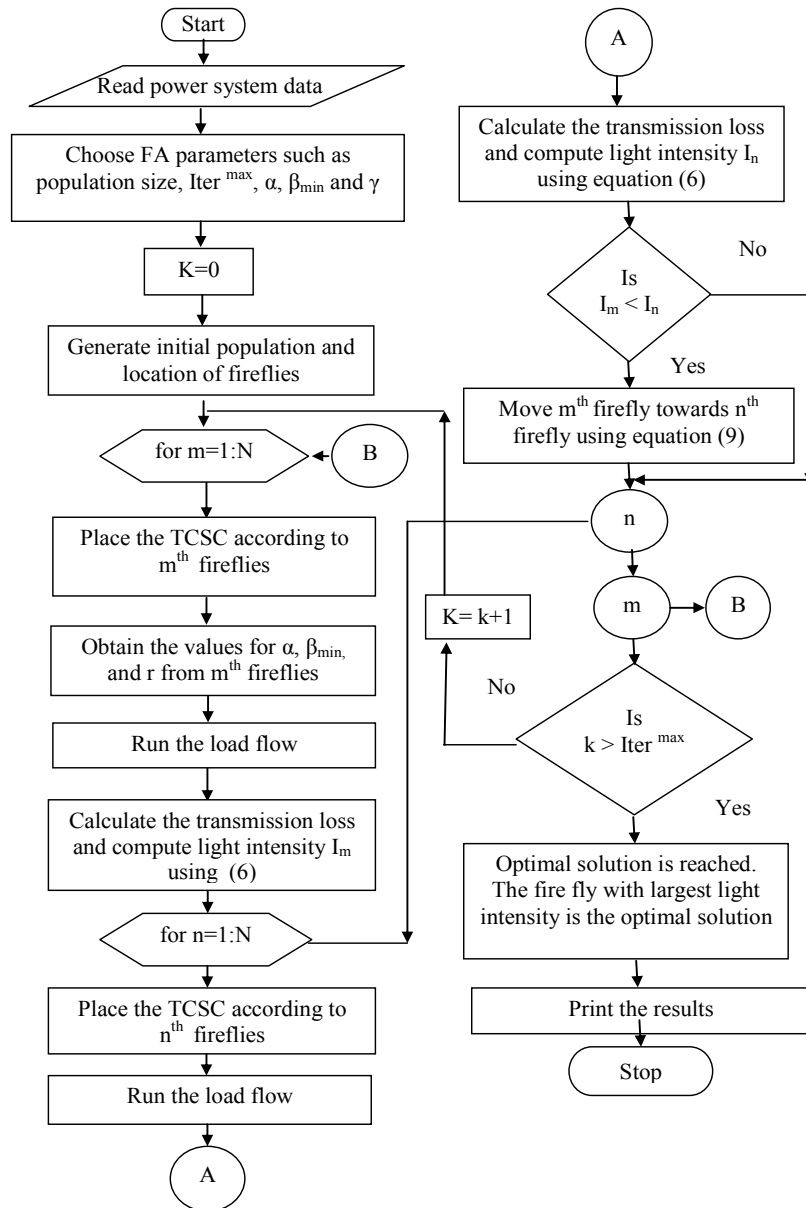 Start
Read power system data
Choose FA parameters such as
population size, Iter ᵐᵃˣ, α, βmin and γ
K=0
Generate initial population and
location of fireflies
for m=1:N
B
Place the TCSC according to
mᵗʰ fireflies
Obtain the values for α, βmin,
and r from mᵗʰ fireflies
Run the load flow
Calculate the transmission loss
and compute light intensity Im
using (6)
for n=1:N
Place the TCSC according to
nᵗʰ fireflies
Run the load flow
A
K= k+1
A
Calculate the transmission loss
and compute light intensity In
using equation (6)
Is
Im < In
No
Yes
Move mᵗʰ firefly towards nᵗʰ
firefly using equation (9)
n
m
B
Is
k > Iter ᵐᵃˣ
No
Yes
Optimal solution is reached.
The fire fly with largest light
intensity is the optimal solution
Print the results
Stop